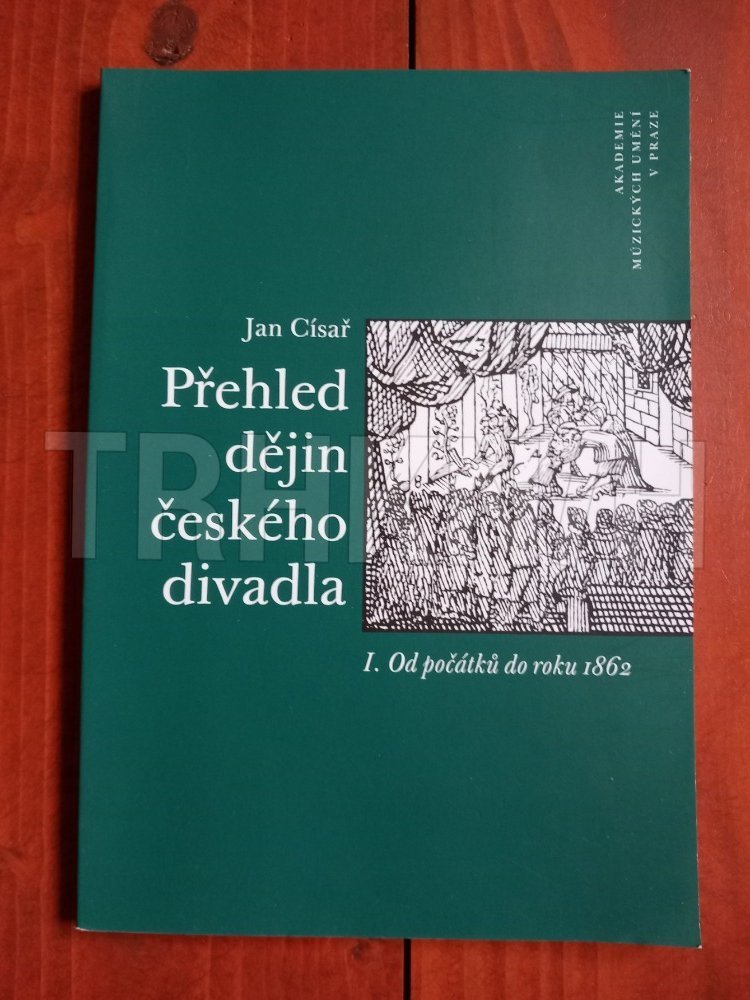 AKADEMIE
MÚZICKÝCH UMĚNÍ
V PRAZE
Jan Císař
Přehled
dějin
českého
divadla
I. Od počátků do roku 1862